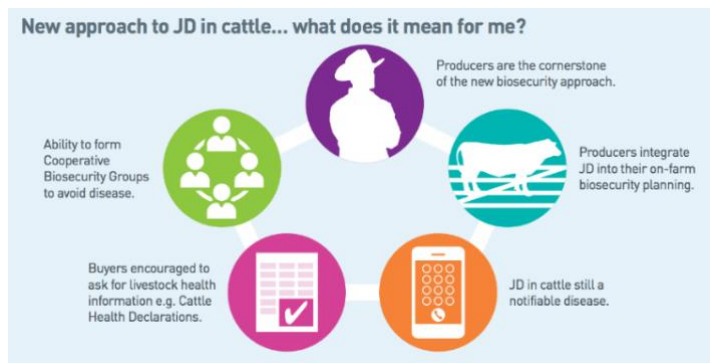 New approach to JD in cattle... what does it mean for me?
Producers are the cornerstone
of the new biosecurity approach.
Ability to form
Cooperative
Biosecurity Groups
to avoid disease.
Producers integrate
JD into their on-farm
biosecurity planning.
Buyers encouraged to
ask for livestock health
information e.g. Cattle
Health Declarations.
JD in cattle still a
notifiable disease.